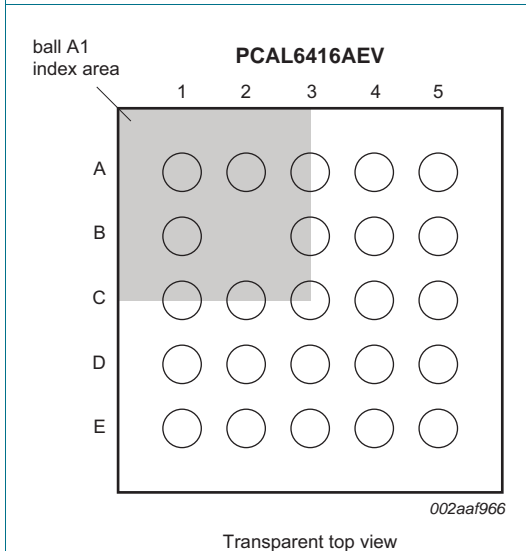 ball A1
index area
PCAL6416AEV
1 2 3 4 5
A
B
C
D
E
002aaf966
Transparent top view